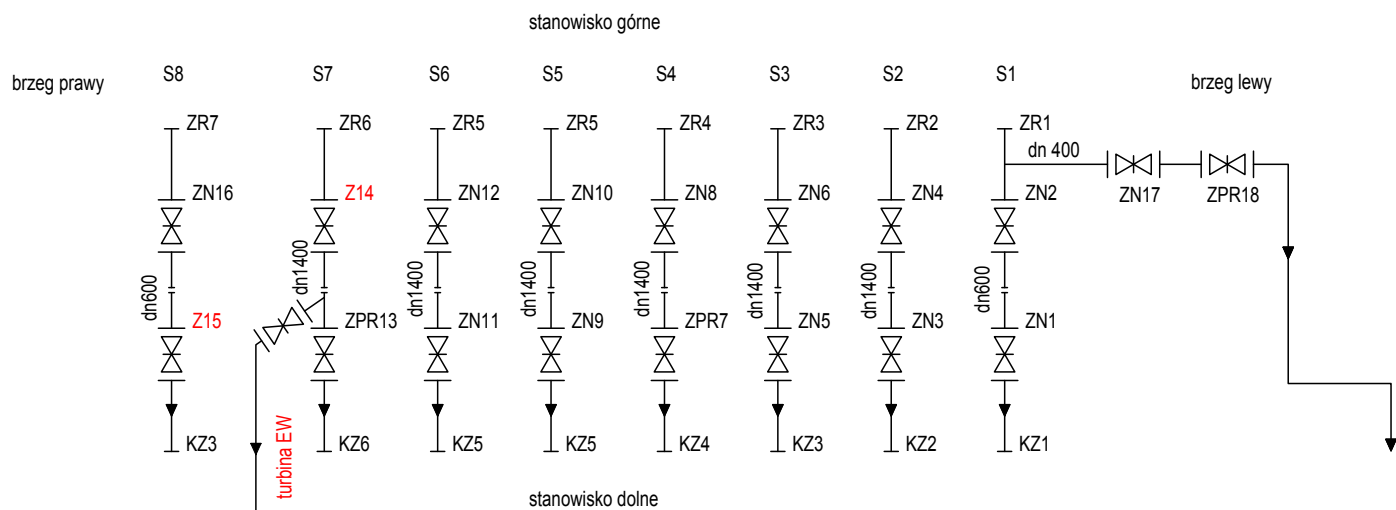 stanowisko górne
brzeg prawy
S8
S7
S6
S5
S4
S3
S2
S1
brzeg lewy
ZR7
ZR6
ZR5
ZR5
ZR4
ZR3
ZR2
ZR1
dn 400
ZN16
Z14
ZN12
ZN10
ZN8
ZN6
ZN4
ZN2
ZN17
ZPR18
dn600
dn1400
dn1400
dn1400
dn1400
dn1400
dn1400
dn600
Z15
ZPR13
ZN11
ZN9
ZPR7
ZN5
ZN3
ZN1
turbina EW
KZ3
KZ6
KZ5
KZ5
KZ4
KZ3
KZ2
KZ1
stanowisko dolne